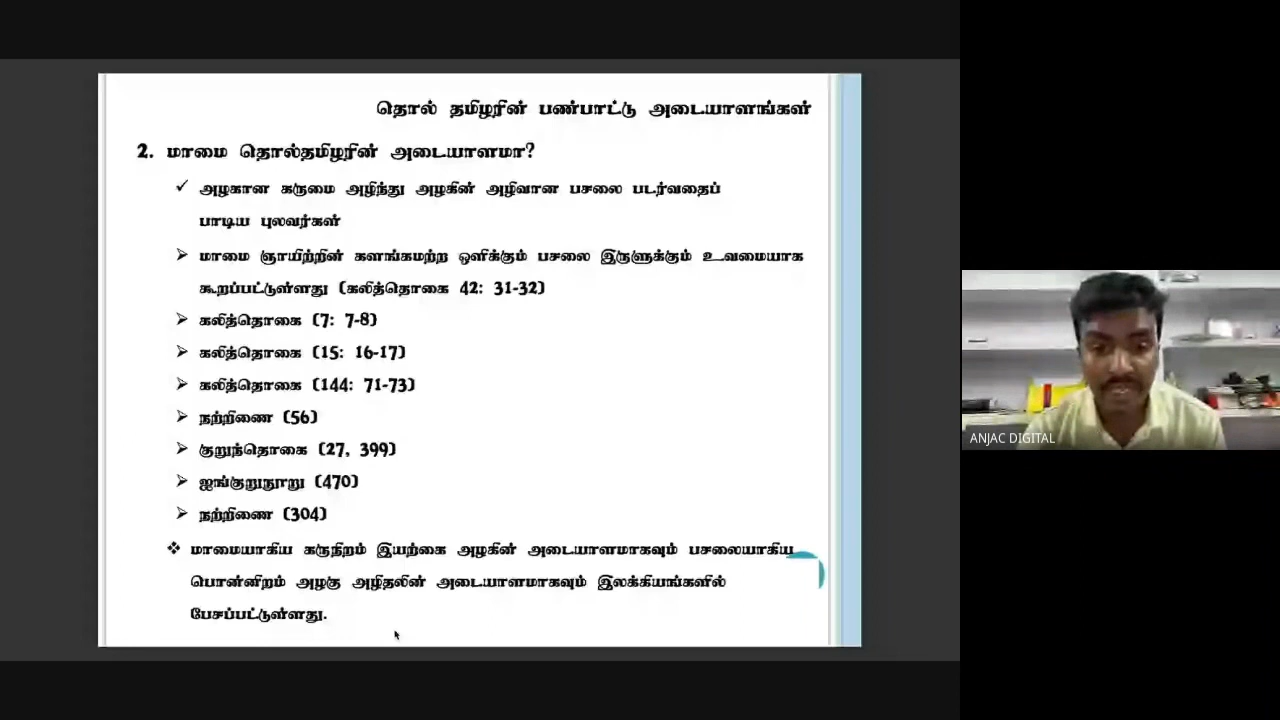 தொல் தமிழரின் பண்பாட்டு அடையாளங்கள்
2. மாமை தொல்தமிழரின் அடையாளமா?
✓ அழகான கருமை அழிந்து அழகின் அழிவான பசலை படர்வதைப்
பாடிய புலவர்கள்
➢ மாமை ஞாயிற்றின் களங்கமற்ற ஒளிக்கும் பசலை இருளுக்கும் உவமையாக
கூறப்பட்டுள்ளது (கலித்தொகை 42: 31-32)
➢ கலித்தொகை (7: 7-8)
➢ கலித்தொகை (15: 16-17)
➢ கலித்தொகை (144: 71-73)
➢ நற்றிணை (56)
➢ குறுந்தொகை (27, 399)
➢ ஐங்குறுநூறு (470)
➢ நற்றிணை (304)
❖ மாமையாகிய கருநிறம் இயற்கை அழகின் அடையாளமாகவும் பசலையாகிய
பொன்னிறம் அழகு அழிதலின் அடையாளமாகவும் இலக்கியங்களில்
பேசப்பட்டுள்ளது.
ANJAC DIGITAL